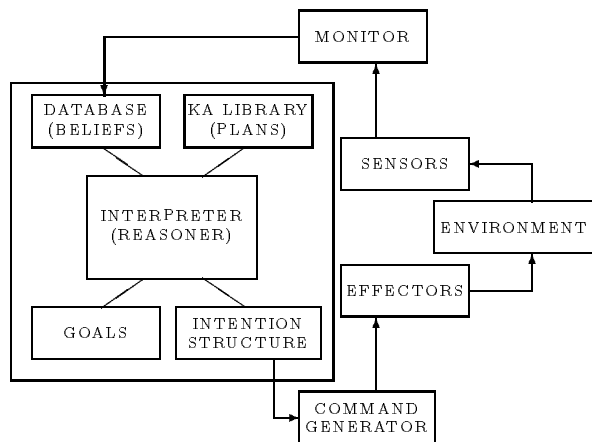 MONITOR
DATABASE
(BELIEFS)
KA LIBRARY
(PLANS)
SENSORS
INTERPRETER
(REASONER)
ENVIRONMENT
EFFECTORS
GOALS
INTENTION
STRUCTURE
COMMAND
GENERATOR